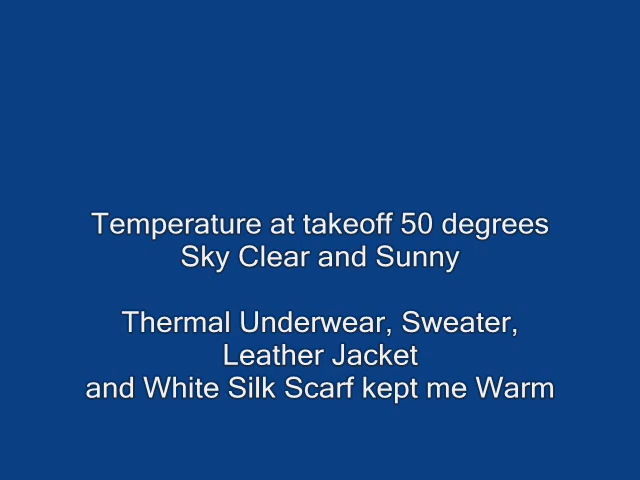 Temperature at takeoff 50 degrees
Sky Clear and Sunny
Thermal Underwear, Sweater,
Leather Jacket
and White Silk Scarf kept me Warm